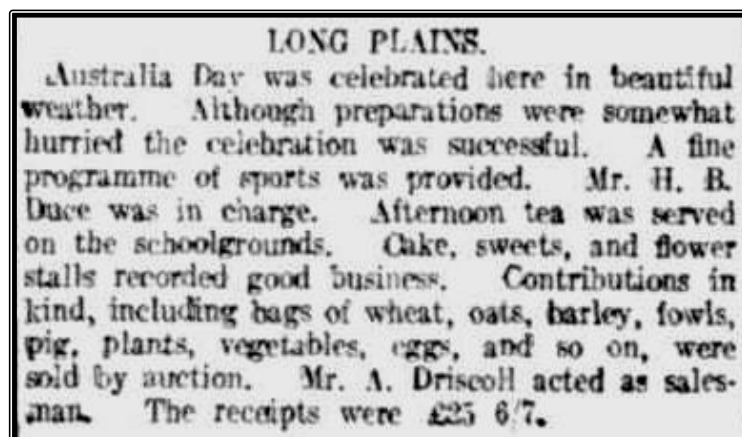 LONG PLAINS.
Australia Day was celebrated here in beautiful
weather. Although preparations were somewhat
hurried the celebration was successful. A fine
programme of sports was provided. Mr. H. B.
Duce was in charge. Afternoon tea was served
on the schoolgrounds. Cake, sweets, and flower
stalls recorded good business. Contributions in
kind, including bags of wheat, oats, barley, fowls,
pig, plants, vegetables, eggs, and so on, were
sold by auction. Mr. A. Driscoll acted as sales-
man. The receipts were £25 6/7.